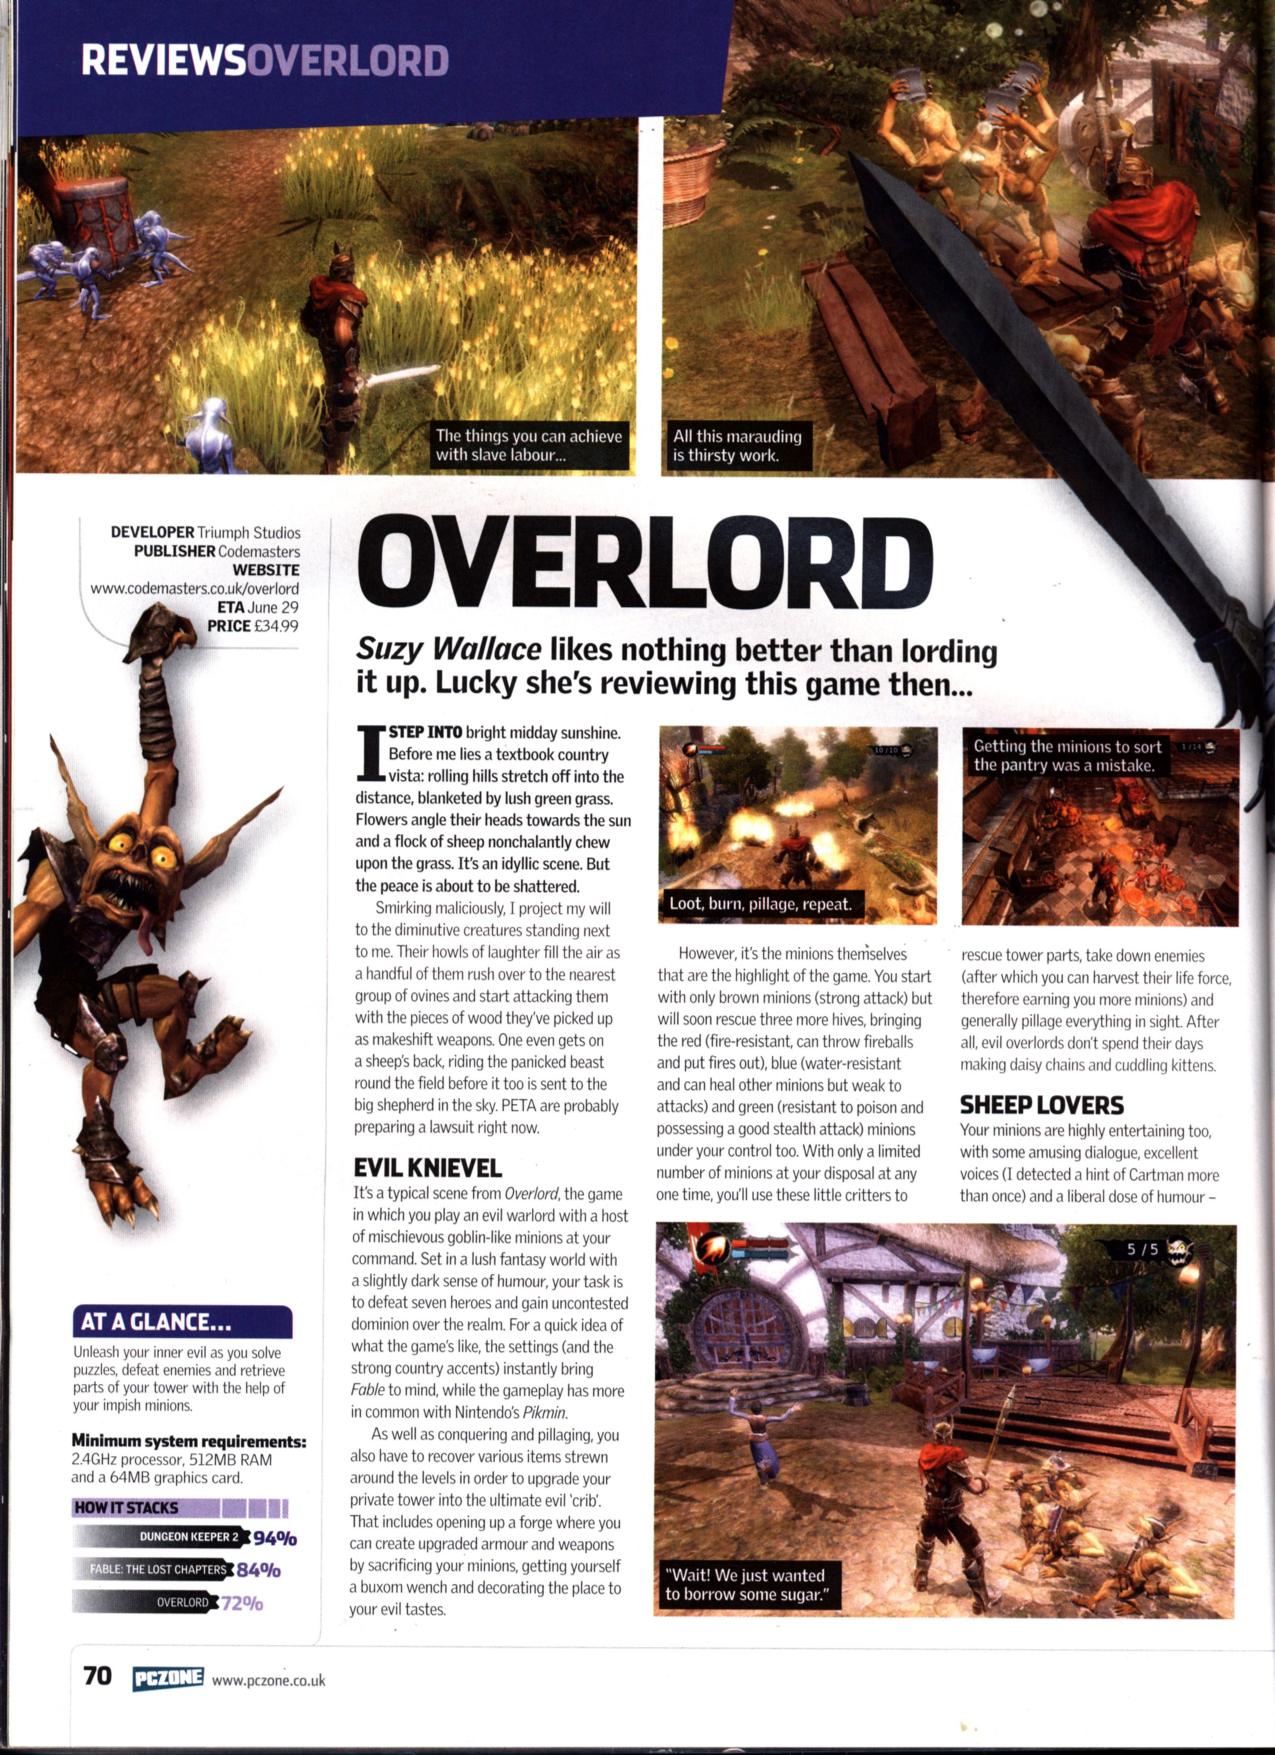 REVIEWSOVERLORD
The things you can achieve
with slave labour...
All this marauding
is thirsty work.
DEVELOPER Triumph Studios
PUBLISHER Codemasters
WEBSITE
www.codemasters.co.uk/overlord
ETA June 29
PRICE £34.99
OVERLORD
Suzy Wallace likes nothing better than lording
it up. Lucky she's reviewing this game then...
I STEP INTO bright midday sunshine.
Before me lies a textbook country
vista: rolling hills stretch off into the
distance, blanketed by lush green grass.
Flowers angle their heads towards the sun
and a flock of sheep nonchalantly chew
upon the grass. It's an idyllic scene. But
the peace is about to be shattered.
Smirking maliciously, I project my will
to the diminutive creatures standing next
to me. Their howls of laughter fill the air as
a handful of them rush over to the nearest
group of ovines and start attacking them
with the pieces of wood they've picked up
as makeshift weapons. One even gets on
a sheep's back, riding the panicked beast
round the field before it too is sent to the
big shepherd in the sky. PETA are probably
preparing a lawsuit right now.
EVIL KNIEVEL
It's a typical scene from Overlord, the game
in which you play an evil warlord with a host
of mischievous goblin-like minions at your
command. Set in a lush fantasy world with
a slightly dark sense of humour, your task is
to defeat seven heroes and gain uncontested
dominion over the realm. For a quick idea of
what the game's like, the settings (and the
strong country accents) instantly bring
Fable to mind, while the gameplay has more
in common with Nintendo's Pikmin.
As well as conquering and pillaging, you
also have to recover various items strewn
around the levels in order to upgrade your
private tower into the ultimate evil 'crib'.
That includes opening up a forge where you
can create upgraded armour and weapons
by sacrificing your minions, getting yourself
a buxom wench and decorating the place to
your evil tastes.
10/10
Loot, burn, pillage, repeat.
Getting the minions to sort
the pantry was a mistake.
1/14
However, it's the minions themselves
that are the highlight of the game. You start
with only brown minions (strong attack) but
will soon rescue three more hives, bringing
the red (fire-resistant, can throw fireballs
and put fires out), blue (water-resistant
and can heal other minions but weak to
attacks) and green (resistant to poison and
possessing a good stealth attack) minions
under your control too. With only a limited
number of minions at your disposal at any
one time, you'll use these little critters to
rescue tower parts, take down enemies
(after which you can harvest their life force,
therefore earning you more minions) and
generally pillage everything in sight. After
all, evil overlords don't spend their days
making daisy chains and cuddling kittens.
SHEEP LOVERS
Your minions are highly entertaining too,
with some amusing dialogue, excellent
voices (I detected a hint of Cartman more
than once) and a liberal dose of humour –
5/5
"Wait! We just wanted
to borrow some sugar."
AT A GLANCE...
Unleash your inner evil as you solve
puzzles, defeat enemies and retrieve
parts of your tower with the help of
your impish minions.
Minimum system requirements:
2.4GHz processor, 512MB RAM
and a 64MB graphics card.
HOW IT STACKS
DUNGEON KEEPER 2 94%
FABLE: THE LOST CHAPTERS 84%
OVERLORD 72%
70 PCZONE www.pczone.co.uk